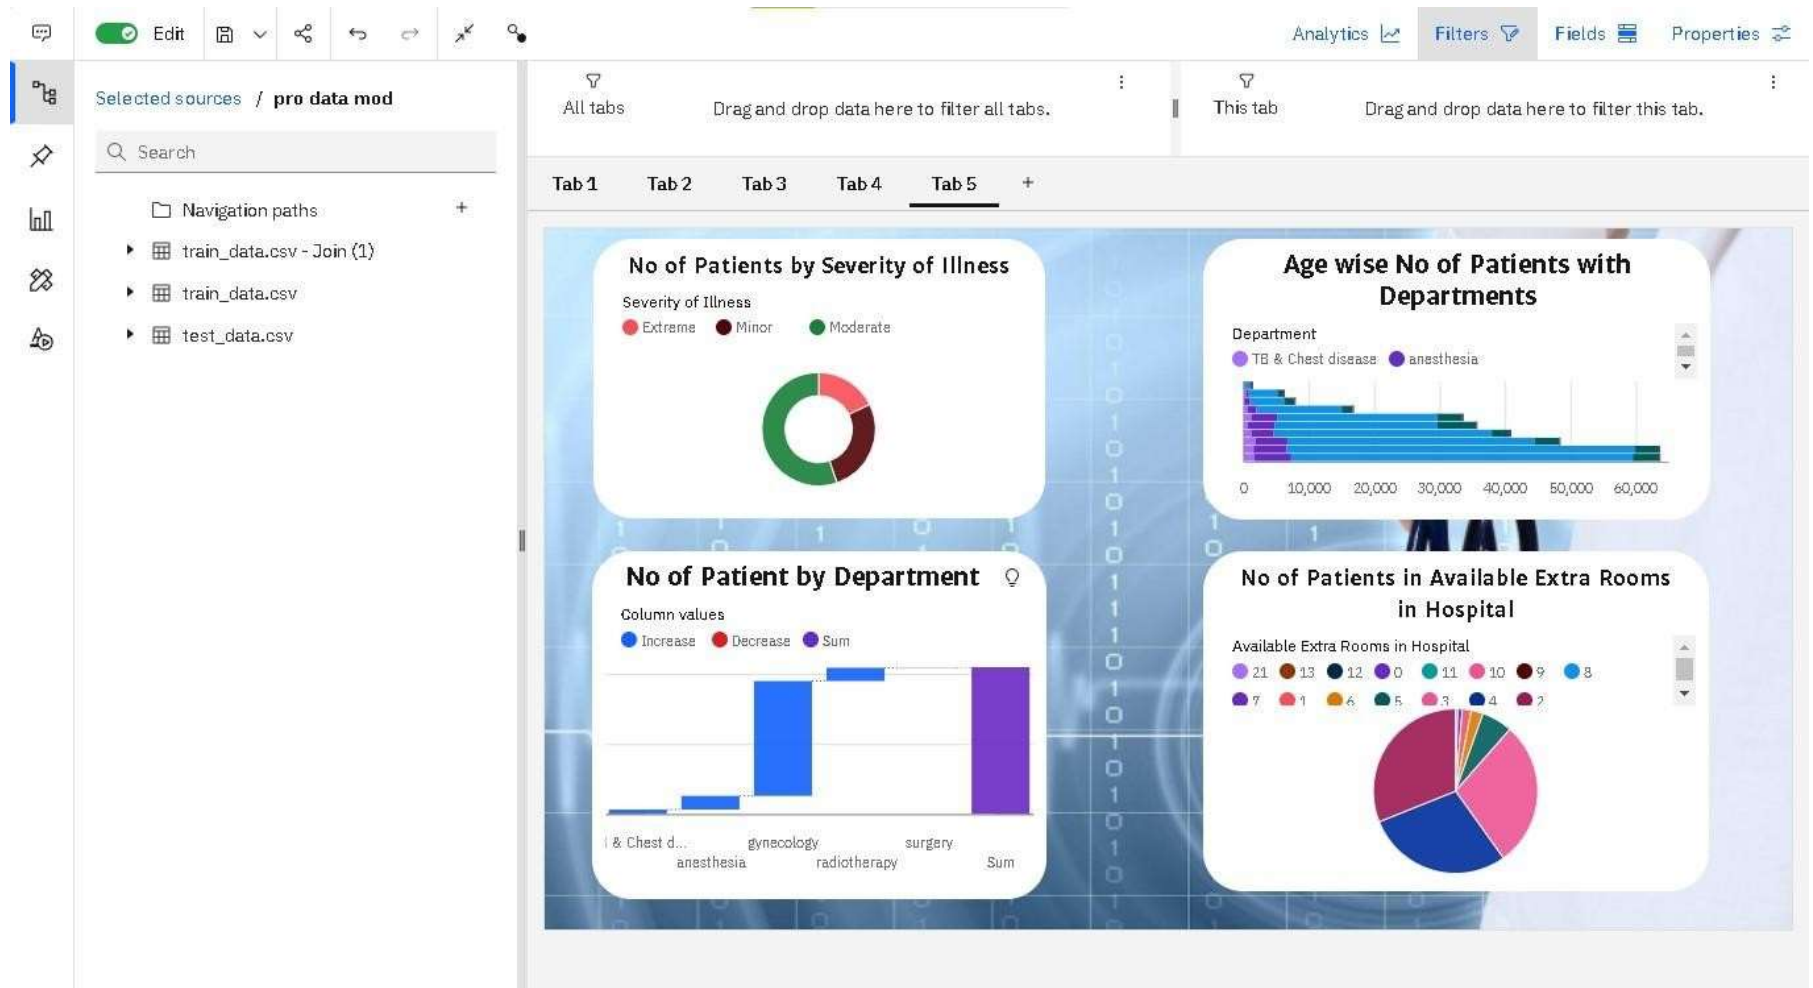 Edit
Analytics
Filters
Fields
Properties
Selected sources / pro data mod
Search
Navigation paths
train_data.csv - Join (1)
train_data.csv
test_data.csv
All tabs
Drag and drop data here to filter all tabs.
This tab
Drag and drop data here to filter this tab.
Tab 1 Tab 2 Tab 3 Tab 4 Tab 5 +
No of Patients by Severity of Illness
Severity of Illness
Extreme Minor Moderate
Age wise No of Patients with
Departments
Department
TB & Chest disease anesthesia
0 10,000 20,000 30,000 40,000 50,000 60,000
No of Patient by Department
Column values
Increase Decrease Sum
& Chest d... gynecology surgery
anesthesia radiotherapy Sum
No of Patients in Available Extra Rooms
in Hospital
Available Extra Rooms in Hospital
21 13 12 0 11 10 9 8
7 1 6 5 3 4 2